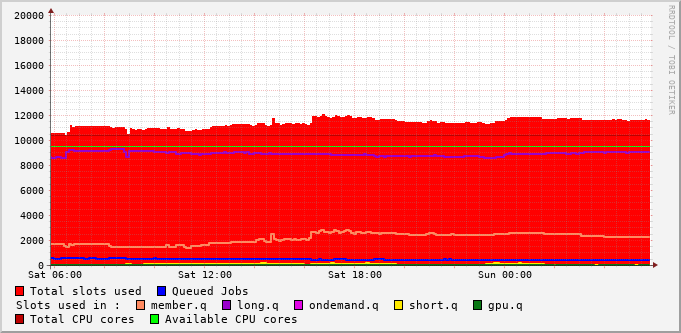 20000
18000
16000
14000
12000
10000
8000
6000
4000
2000
0
Sat 06:00 Sat 12:00 Sat 18:00 Sun 00:00
Total slots used Queued Jobs
Slots used in : member.q long.q ondemand.q short.q gpu.q
Total CPU cores Available CPU cores
RRDTOOL / TOBI OETIKER